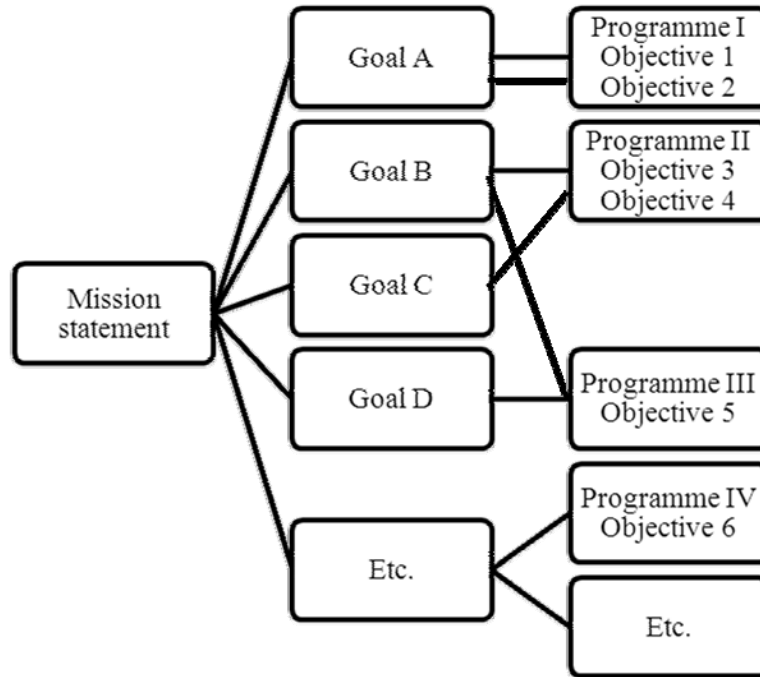 Mission
statement
Goal A
Goal B
Goal C
Goal D
Etc.
Programme I
Objective 1
Objective 2
Programme II
Objective 3
Objective 4
Programme III
Objective 5
Programme IV
Objective 6
Etc.